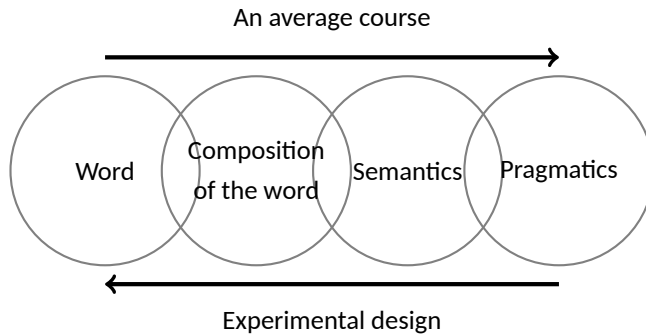 An average course
Word
Composition
of the word
Semantics
Pragmatics
Experimental design